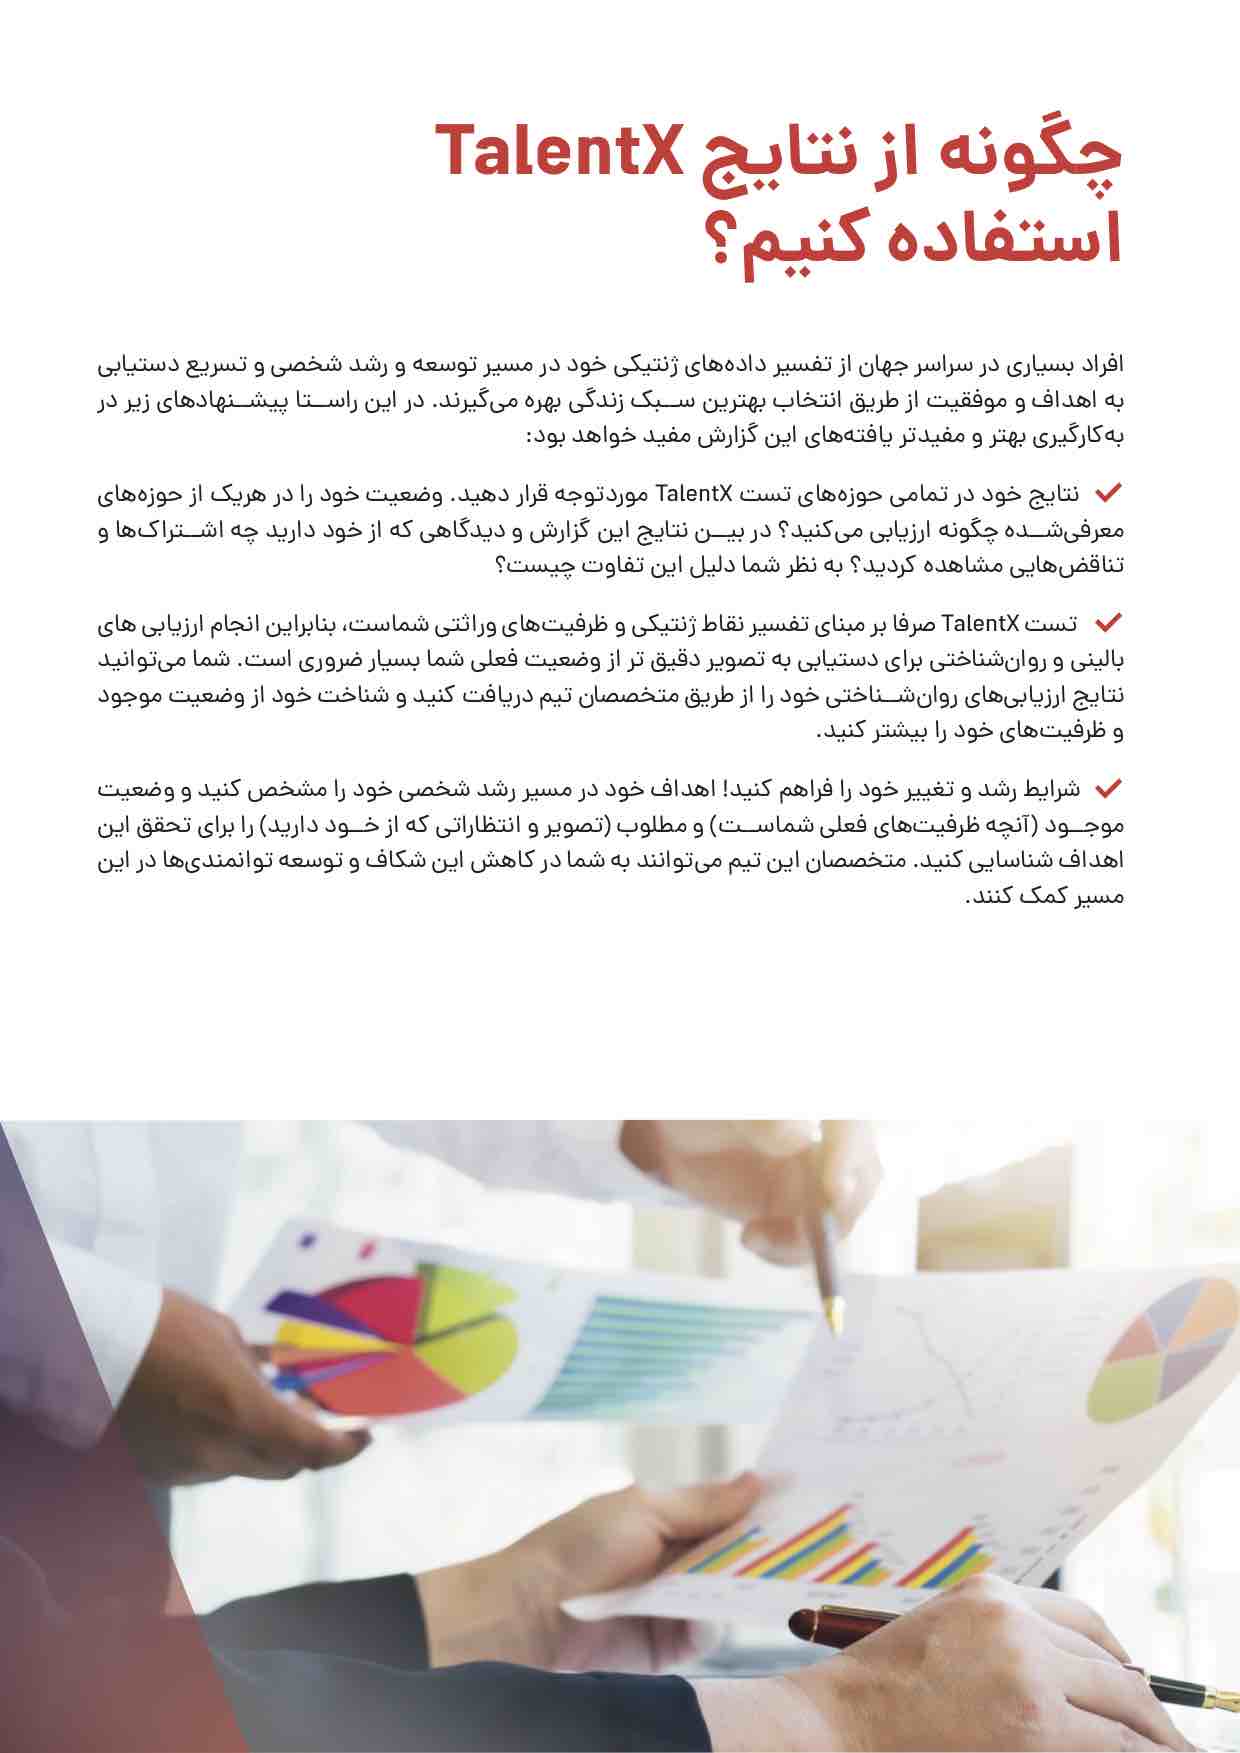 چگونه از نتایج TalentX
استفاده کنیم؟
افراد بسیاری در سراسر جهان از تفسیر داده‌های ژنتیکی خود در مسیر توسعه و رشد شخصی و تسریع دستیابی
به اهداف و موفقیت از طریق انتخاب بهترین سبک زندگی بهره می‌گیرند. در این راستا پیشنهادهای زیر در
به‌کارگیری بهتر و مفیدتر یافته‌های این گزارش مفید خواهد بود:
✓ نتایج خود در تمامی حوزه‌های تست TalentX موردتوجه قرار دهید. وضعیت خود را در هریک از حوزه‌های
معرفی‌شده چگونه ارزیابی می‌کنید؟ در بین نتایج این گزارش و دیدگاهی که از خود دارید چه اشتراک‌ها و
تناقض‌هایی مشاهده کردید؟ به نظر شما دلیل این تفاوت چیست؟
✓ تست TalentX صرفا بر مبنای تفسیر نقاط ژنتیکی و ظرفیت‌های وراثتی شماست، بنابراین انجام ارزیابی های
بالینی و روان‌شناختی برای دستیابی به تصویر دقیق تر از وضعیت فعلی شما بسیار ضروری است. شما می‌توانید
نتایج ارزیابی‌های روان‌شناختی خود را از طریق متخصصان تیم دریافت کنید و شناخت خود از وضعیت موجود
و ظرفیت‌های خود را بیشتر کنید.
✓ شرایط رشد و تغییر خود را فراهم کنید! اهداف خود در مسیر رشد شخصی خود را مشخص کنید و وضعیت
موجود (آنچه ظرفیت‌های فعلی شماست) و مطلوب (تصویر و انتظاراتی که از خود دارید) را برای تحقق این
اهداف شناسایی کنید. متخصصان این تیم می‌توانند به شما در کاهش این شکاف و توسعه توانمندی‌ها در این
مسیر کمک کنند.